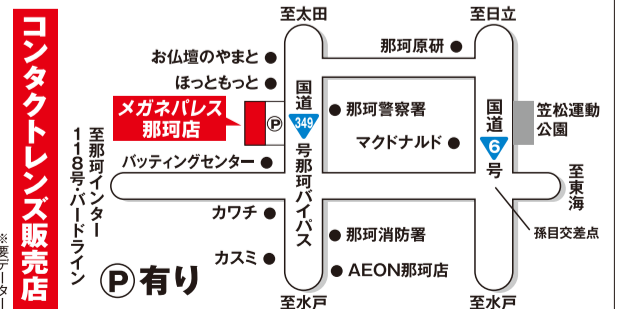 コンタクトレンズ販売店
※要データ
至太田
至日立
お仏壇のやまと
那珂原研
ほっともっと
メガネパレス
那珂店
P
国道349号那珂バイパス
那珂警察署
マクドナルド
国道6号
笠松運動
公園
バッティングセンター
至那珂インター
118号・バードライン
至東海
カワチ
那珂消防署
孫目交差点
カスミ
AEON那珂店
P有り
至水戸
至水戸